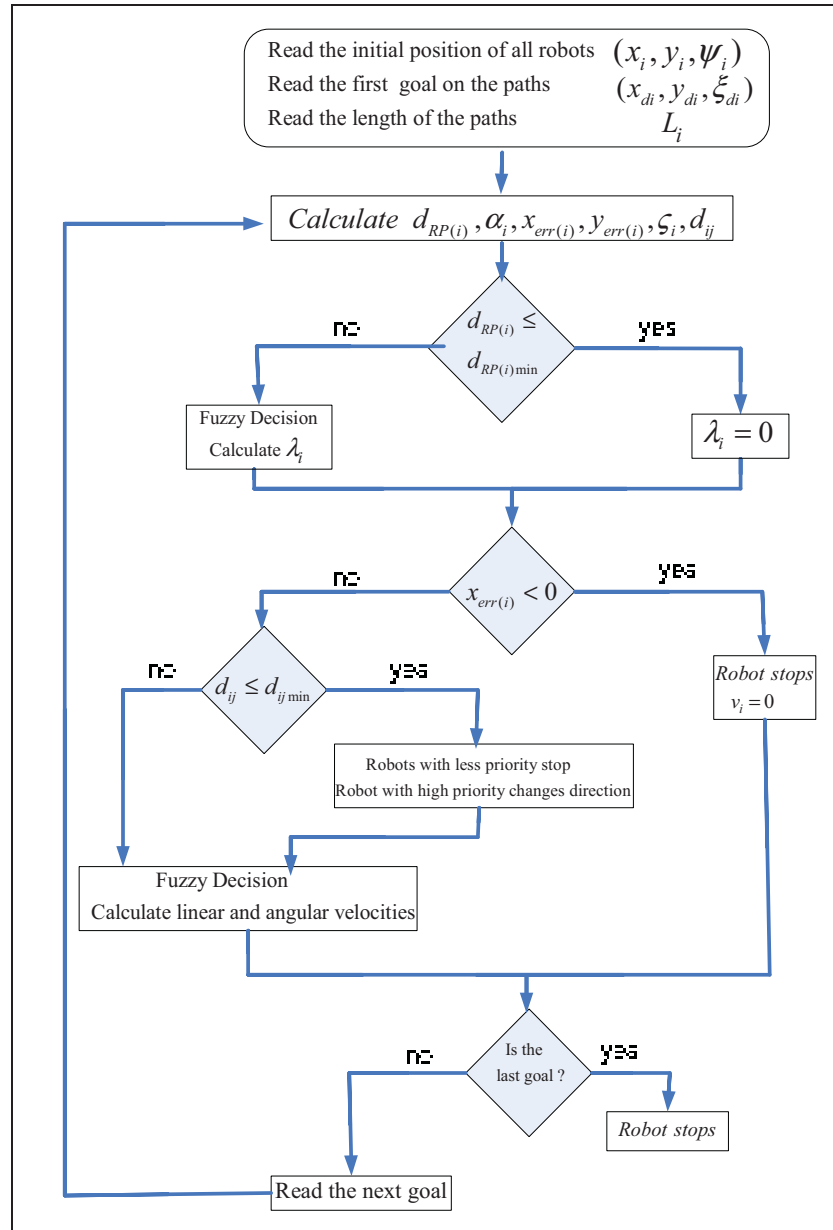 Read the initial position of all robots (x_i, y_i, ψ_i)
Read the first goal on the paths (x_di, y_di, ξ_di)
Read the length of the paths L_i
Calculate d_RP(i), α_i, x_err(i), y_err(i), ς_i, d_ij
d_RP(i) ≤
d_RP(i)min
no
yes
Fuzzy Decision
Calculate λ_i
λ_i = 0
x_err(i) < 0
no
yes
d_ij ≤ d_ij min
no
yes
Robot stops
v_i = 0
Robots with less priority stop
Robot with high priority changes direction
Fuzzy Decision
Calculate linear and angular velocities
Is the
last goal ?
no
yes
Robot stops
Read the next goal